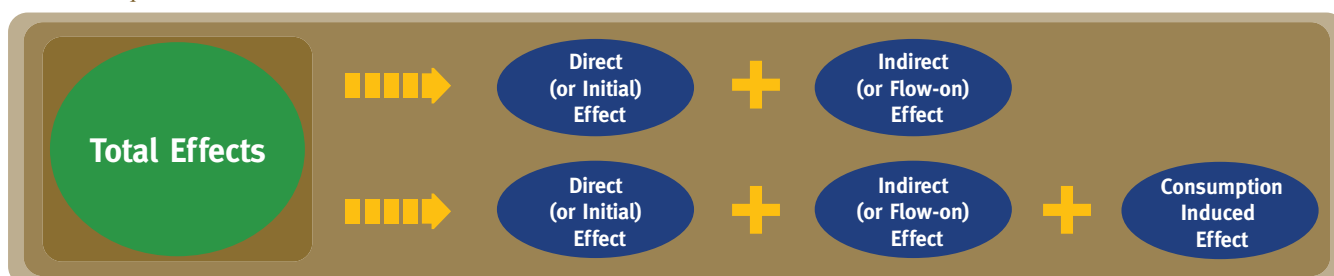 Total Effects
Direct
(or Initial)
Effect
Indirect
(or Flow-on)
Effect
Direct
(or Initial)
Effect
Indirect
(or Flow-on)
Effect
Consumption
Induced
Effect